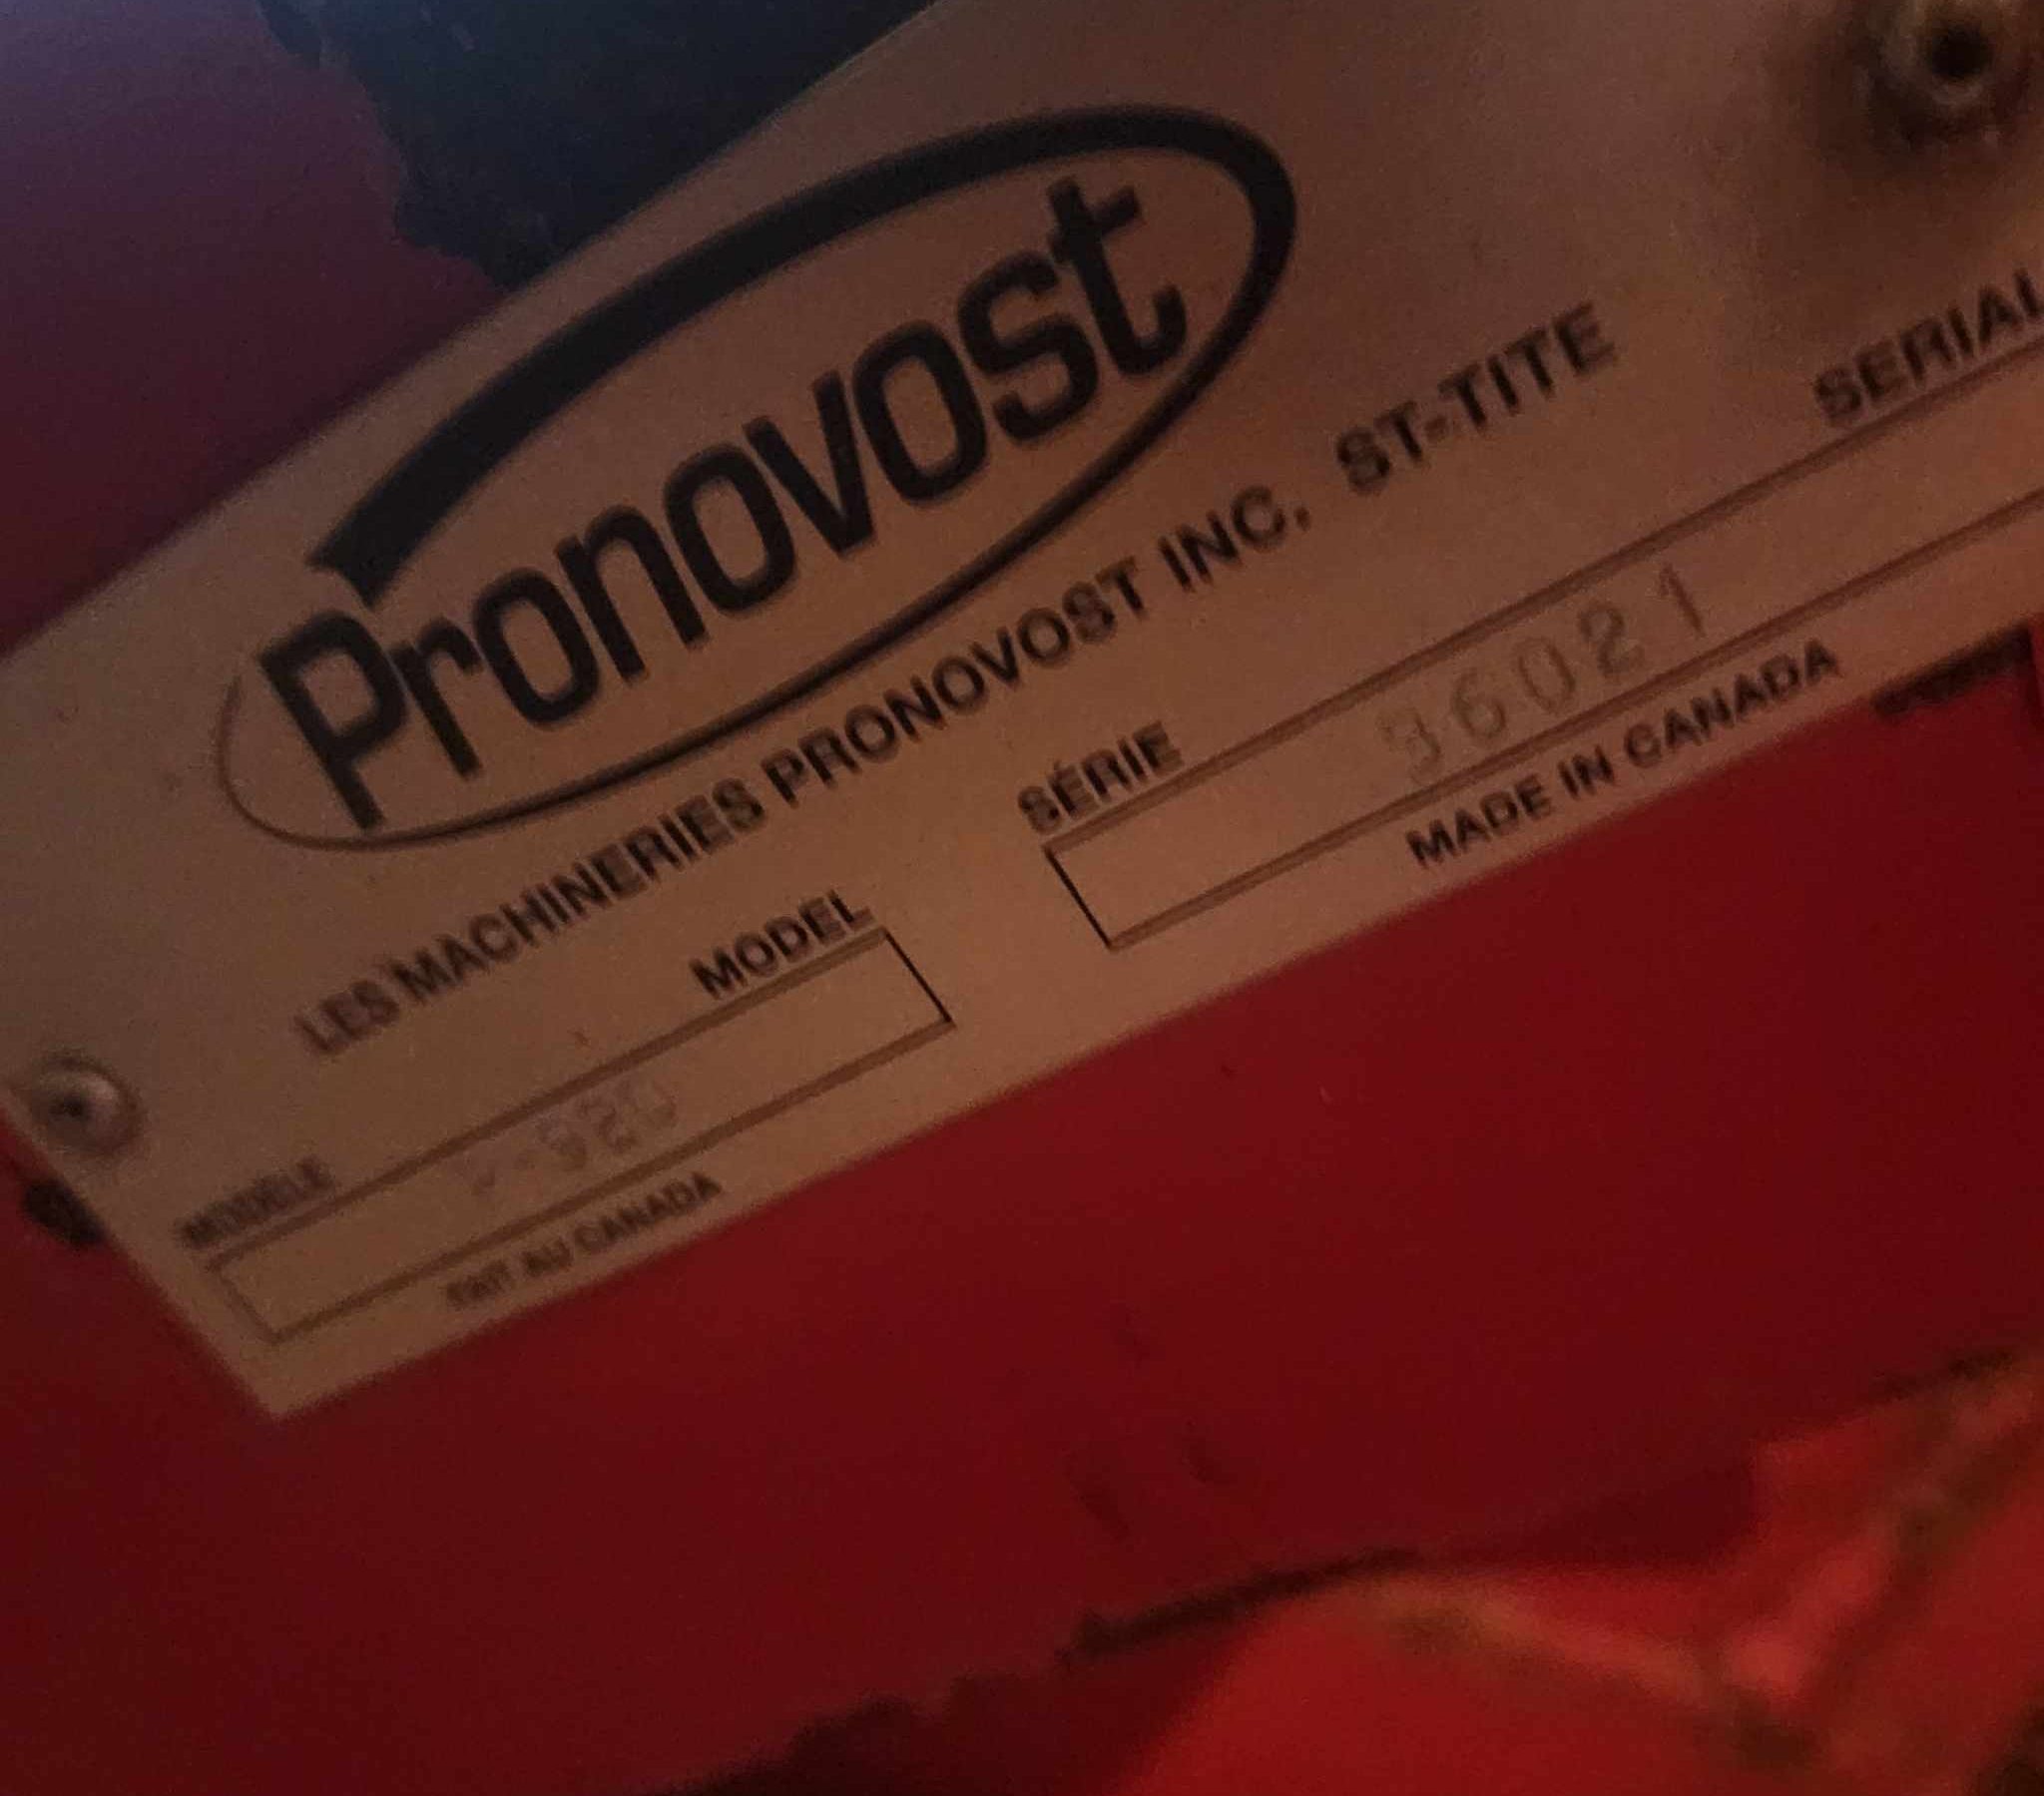 Pronovost
LES MACHINERIES PRONOVOST INC. ST-TITE
MODÈLE MODEL SÉRIE SERIAL
36021
FAIT AU CANADA MADE IN CANADA